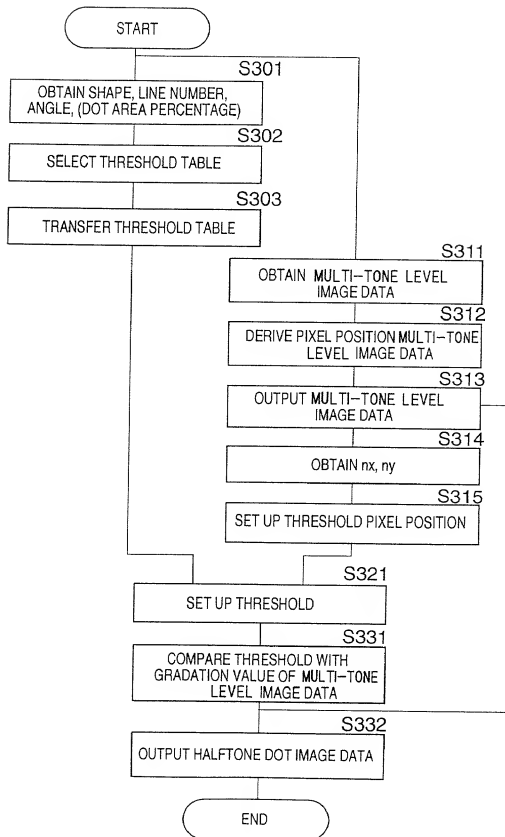 START
S301
OBTAIN SHAPE, LINE NUMBER,
ANGLE, (DOT AREA PERCENTAGE)
S302
SELECT THRESHOLD TABLE
S303
TRANSFER THRESHOLD TABLE
S311
OBTAIN MULTI-TONE LEVEL
IMAGE DATA
S312
DERIVE PIXEL POSITION MULTI-TONE
LEVEL IMAGE DATA
S313
OUTPUT MULTI-TONE LEVEL
IMAGE DATA
S314
OBTAIN nx, ny
S315
SET UP THRESHOLD PIXEL POSITION
S321
SET UP THRESHOLD
S331
COMPARE THRESHOLD WITH
GRADATION VALUE OF MULTI-TONE
LEVEL IMAGE DATA
S332
OUTPUT HALFTONE DOT IMAGE DATA
END